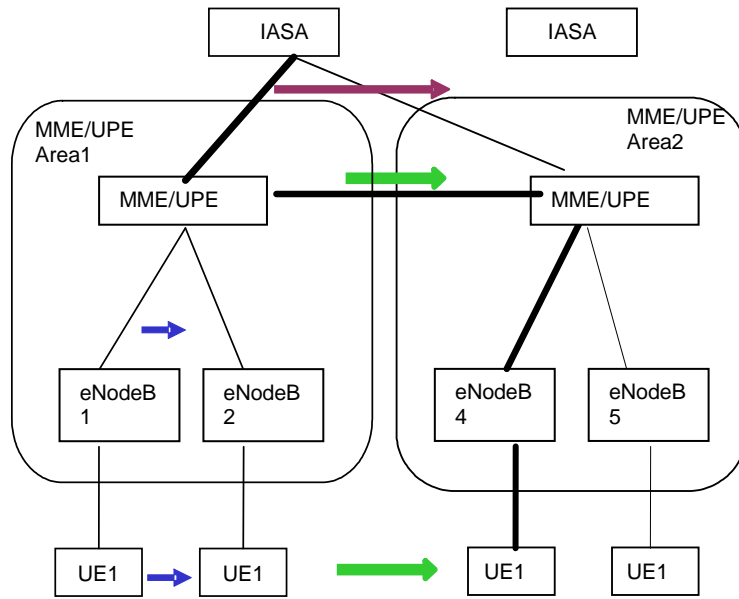 IASA
IASA
MME/UPE
Area1
MME/UPE
Area2
MME/UPE
MME/UPE
eNodeB
1
eNodeB
2
eNodeB
4
eNodeB
5
UE1
UE1
UE1
UE1